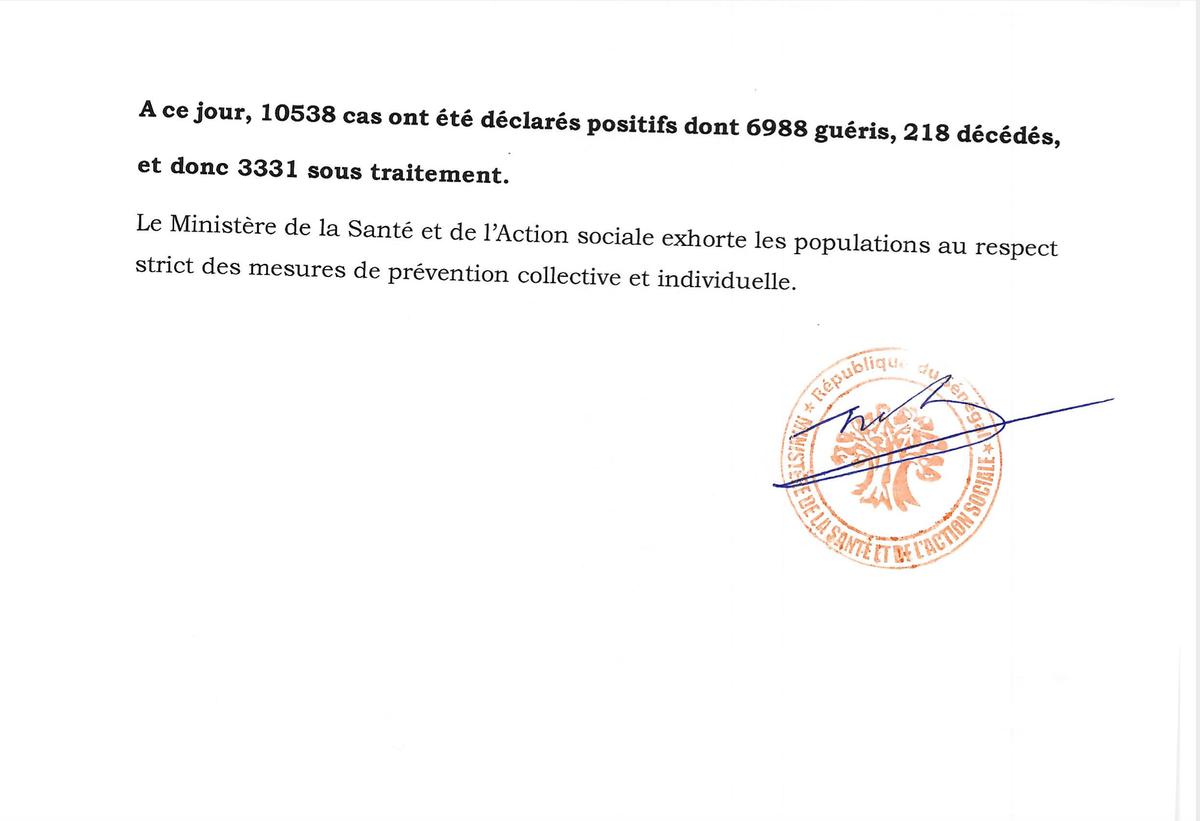 A ce jour, 10538 cas ont été déclarés positifs dont 6988 guéris, 218 décédés,
et donc 3331 sous traitement.
Le Ministère de la Santé et de l’Action sociale exhorte les populations au respect
strict des mesures de prévention collective et individuelle.
★ République du Sénégal ★
MINISTÈRE DE LA SANTÉ ET DE L'ACTION SOCIALE